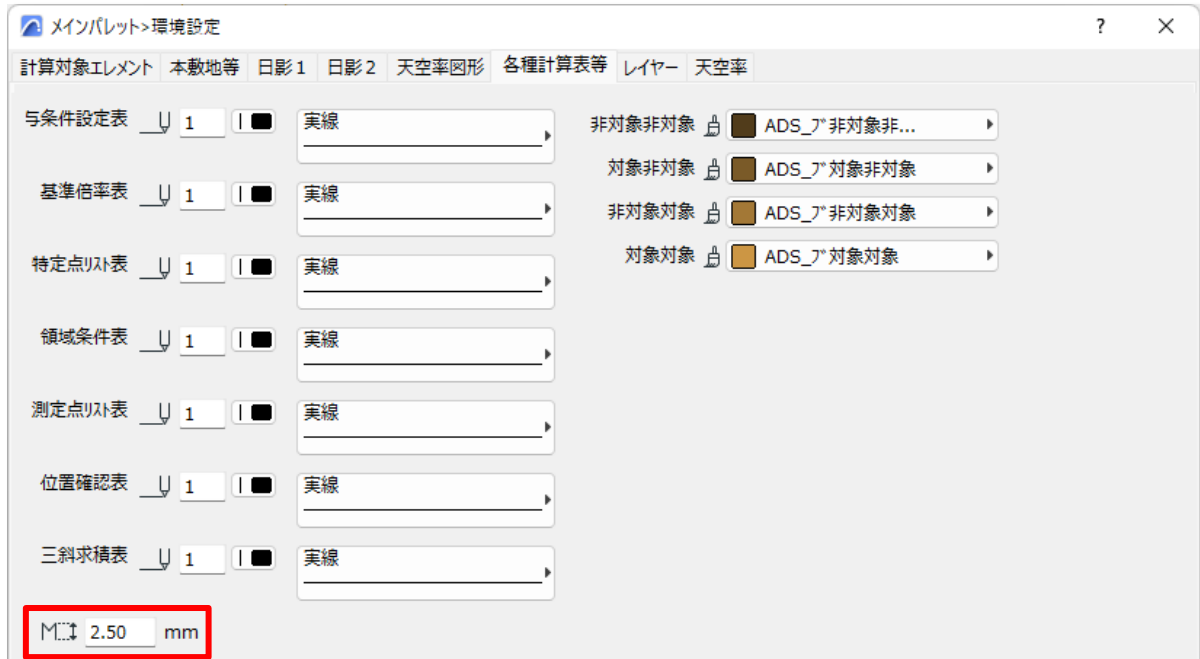 メインパレット>環境設定
?
計算対象エレメント 本敷地等 日影1 日影2 天空率図形 各種計算表等 レイヤー 天空率
与条件設定表 1 実線
基準倍率表 1 実線
特定点リスト表 1 実線
領域条件表 1 実線
測定点リスト表 1 実線
位置確認表 1 実線
三斜求積表 1 実線
M 2.50 mm
非対象非対象 ADS_ブ非対象非...
対象非対象 ADS_ブ対象非対象
非対象対象 ADS_ブ非対象対象
対象対象 ADS_ブ対象対象